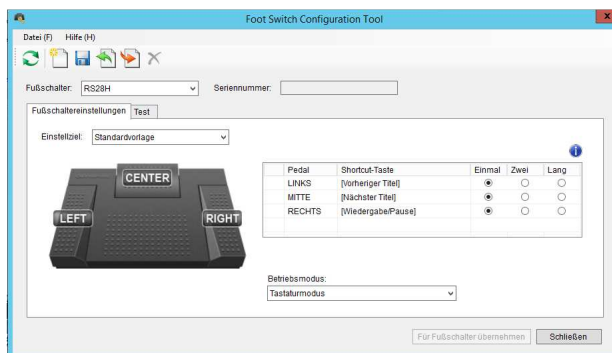 Foot Switch Configuration Tool
x
Datei (F) Hilfe (H)
Fußschalter: RS28H Seriennummer:
Fußschaltereinstellungen Test
Einstellziel: Standardvorlage
CENTER
LEFT
RIGHT
Pedal Shortcut-Taste Einmal Zwei Lang
LINKS [Vorheriger Titel]
MITTE [Nächster Titel]
RECHTS [Wiedergabe/Pause]
Betriebsmodus:
Tastaturmodus
Für Fußschalter übernehmen Schließen